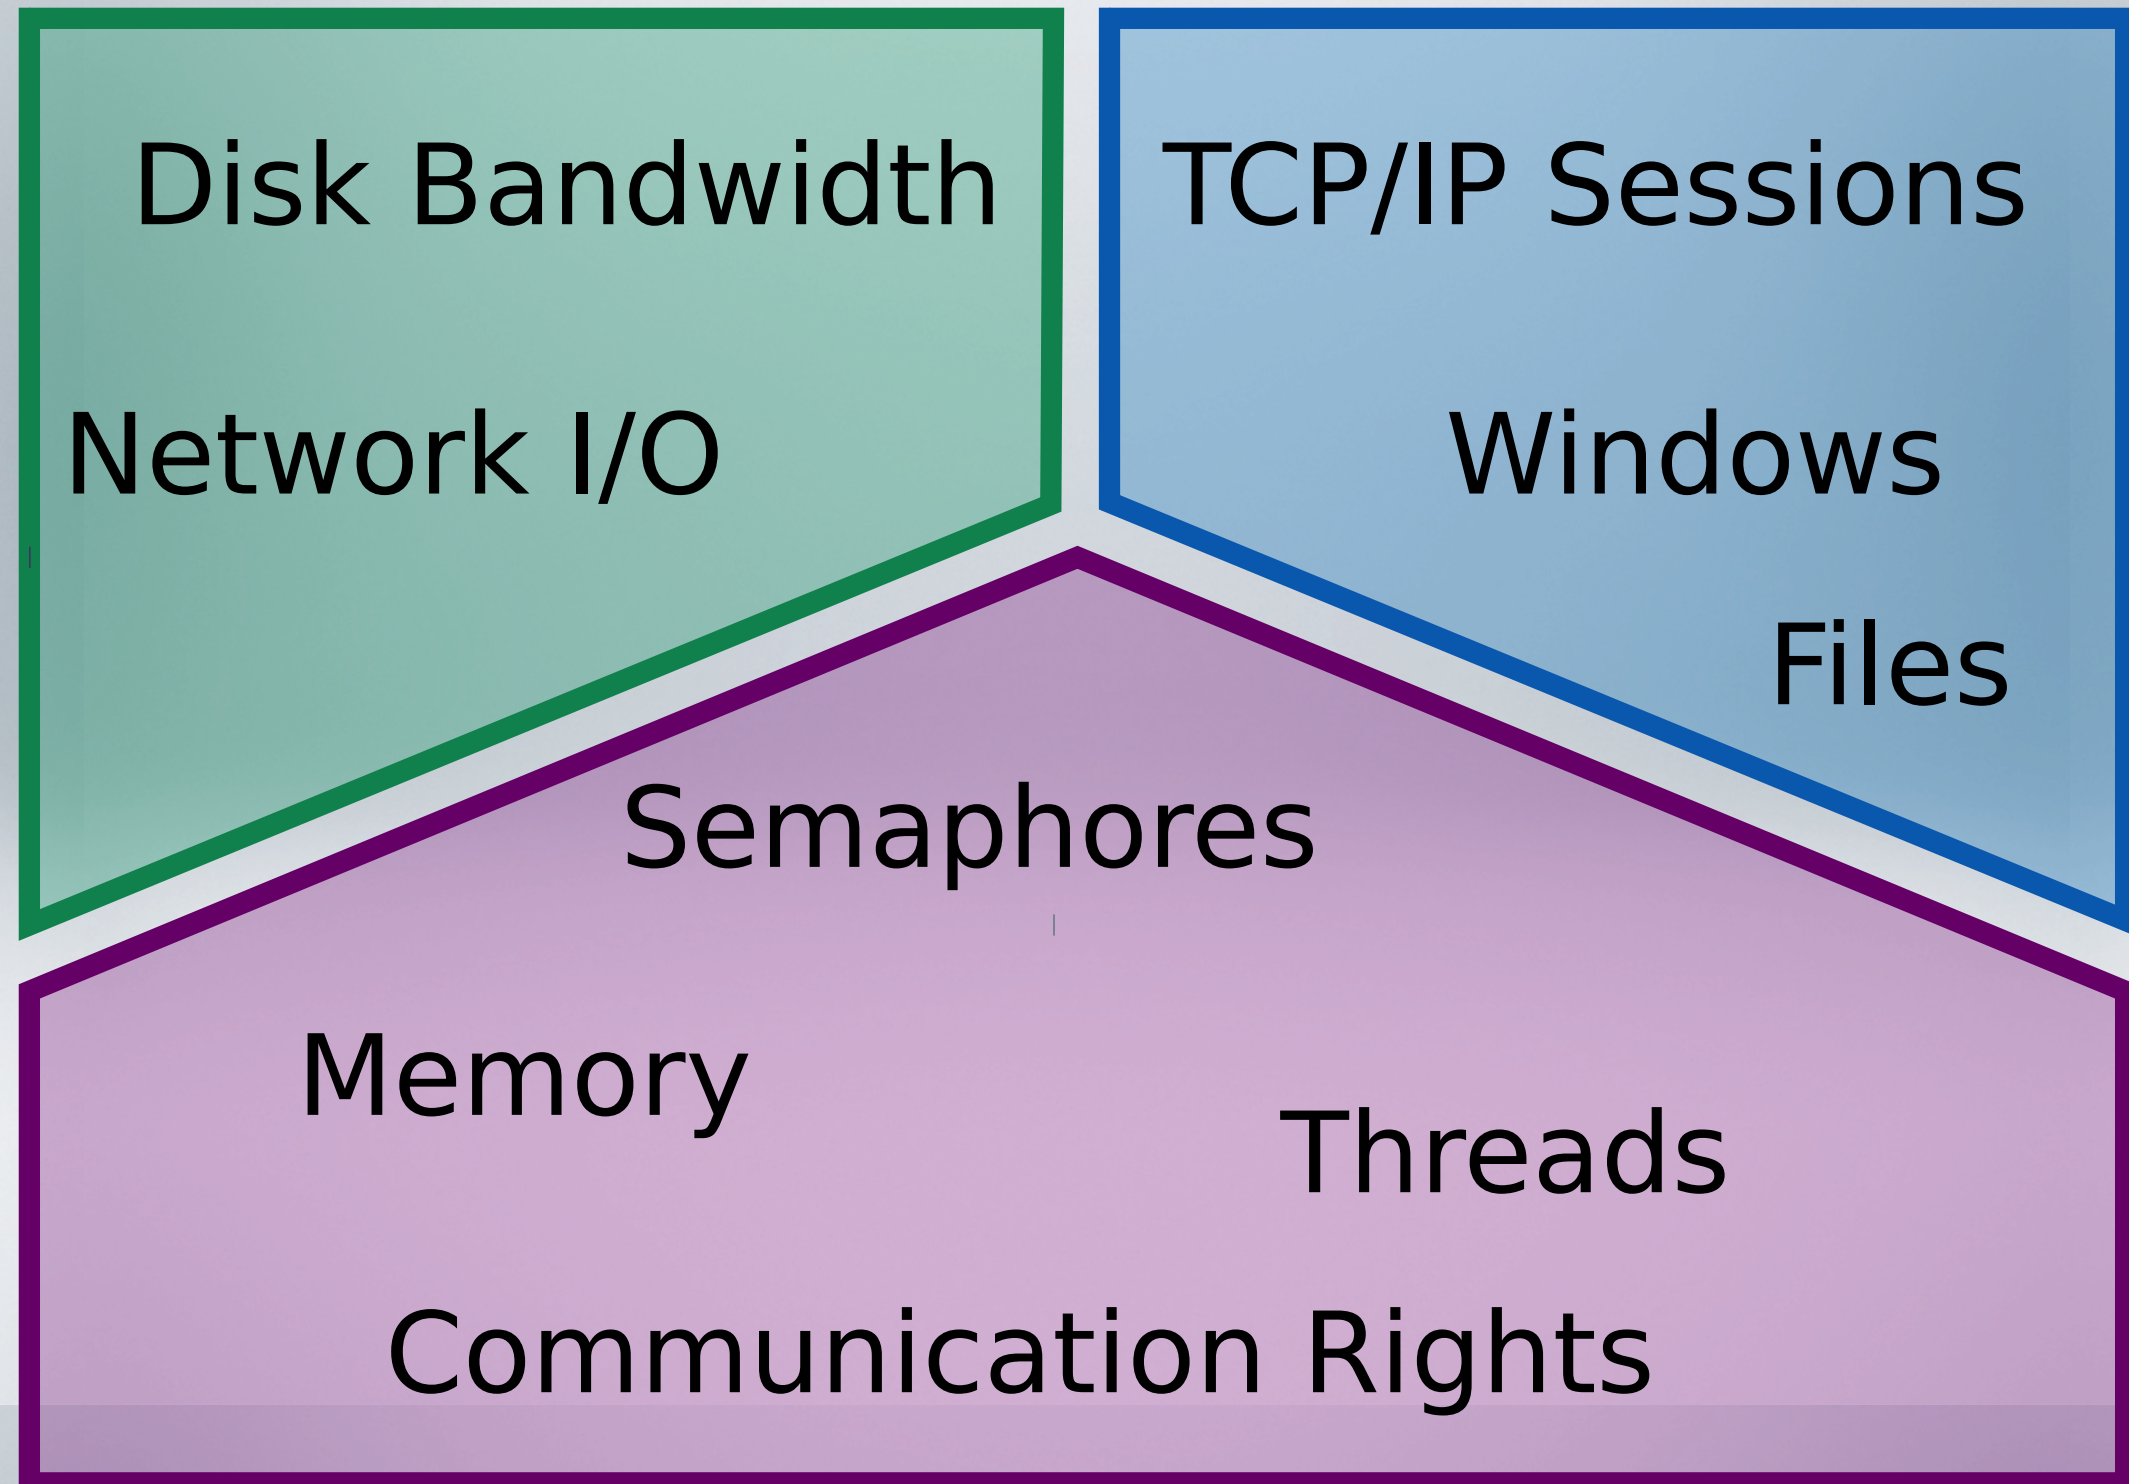 Disk Bandwidth
Network I/O
TCP/IP Sessions
Windows
Files
Semaphores
Memory
Threads
Communication Rights